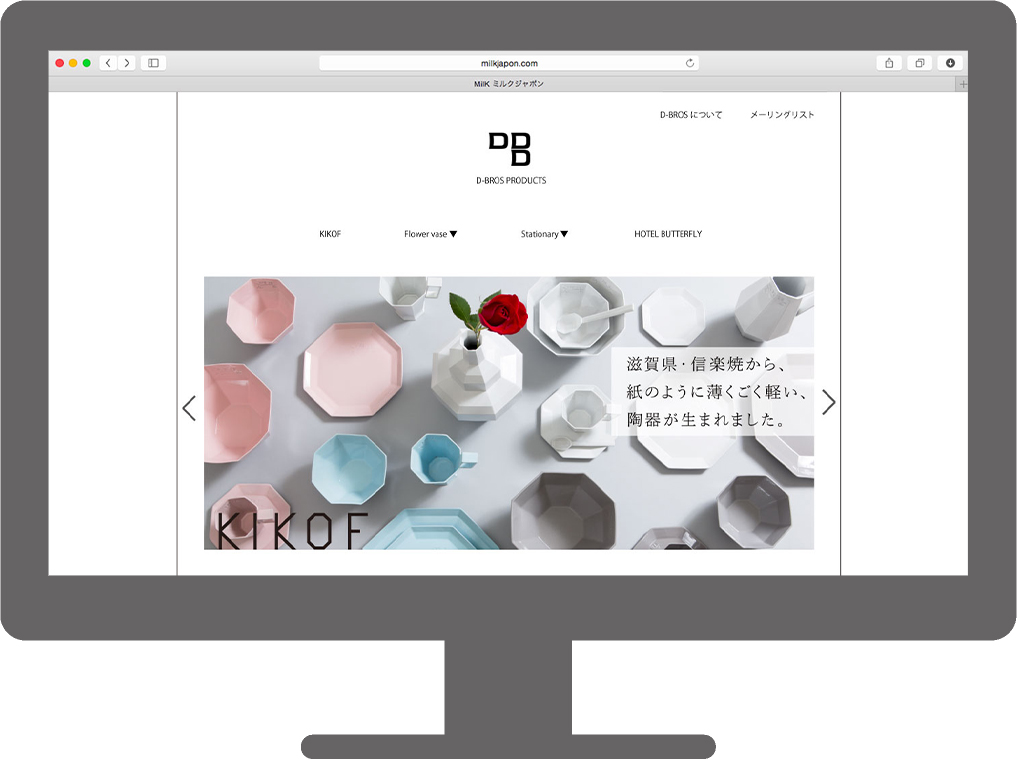 milkjapon.com
MilK ミルクジャポン
D-BROS について
メーリングリスト
DDD
D-BROS PRODUCTS
KIKOF
Flower vase ▼
Stationary ▼
HOTEL BUTTERFLY
滋賀県・信楽焼から、
紙のように薄くごく軽い、
陶器が生まれました。
KIKOF